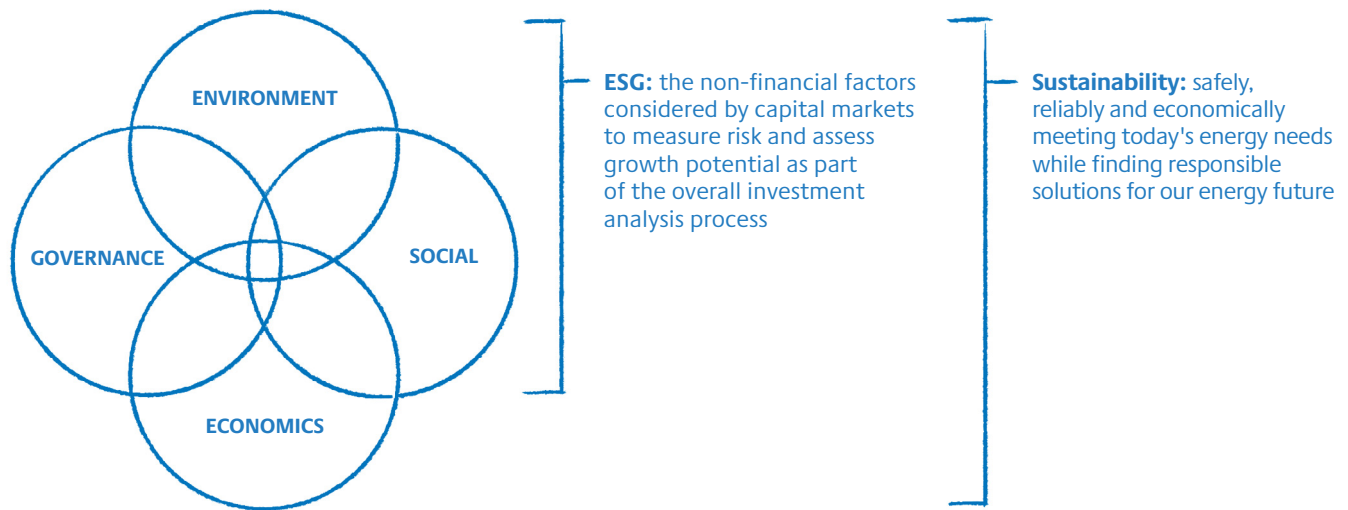 ENVIRONMENT
GOVERNANCE
SOCIAL
ECONOMICS
ESG: the non-financial factors
considered by capital markets
to measure risk and assess
growth potential as part
of the overall investment
analysis process
Sustainability: safely,
reliably and economically
meeting today's energy needs
while finding responsible
solutions for our energy future